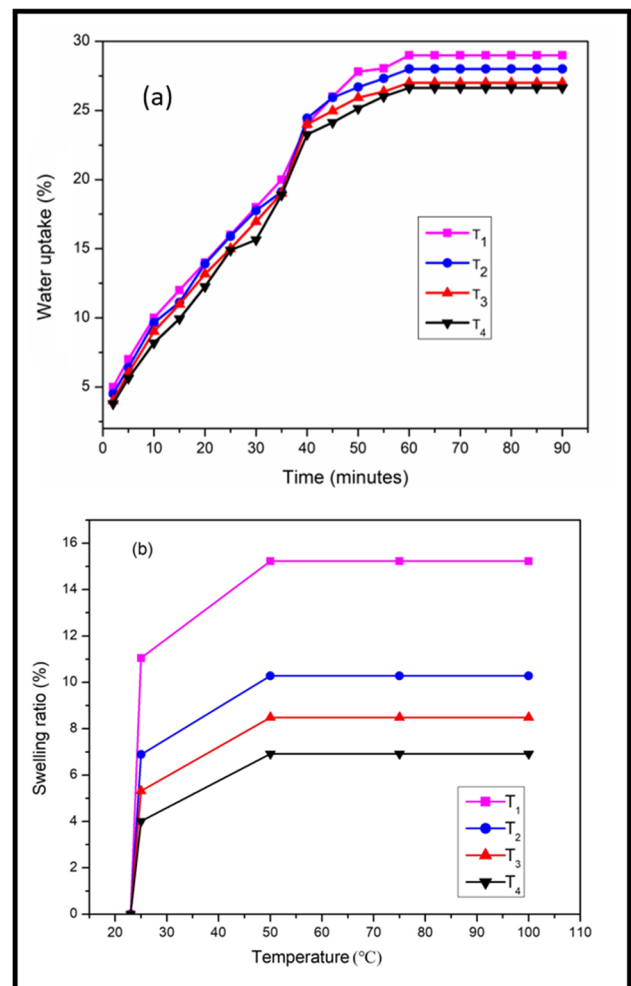 (a)
Water uptake (%)
30
25
20
15
10
5
T1
T2
T3
T4
0 10 20 30 40 50 60 70 80 90
Time (minutes)
(b)
Swelling ratio (%)
16
14
12
10
8
6
4
2
0
T1
T2
T3
T4
20 30 40 50 60 70 80 90 100 110
Temperature (°C)